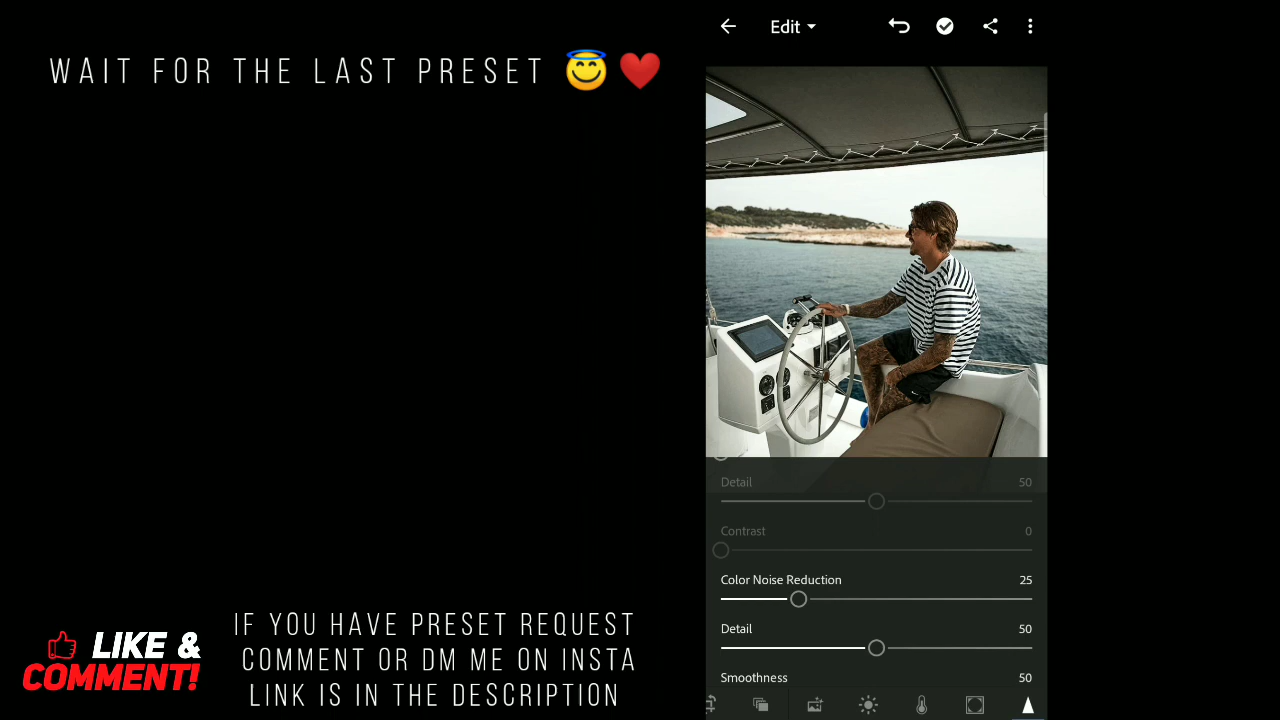 WAIT FOR THE LAST PRESET 😇❤️
Edit
Detail 50
Contrast 0
Color Noise Reduction 25
Detail 50
Smoothness 50
LIKE &
COMMENT!
IF YOU HAVE PRESET REQUEST
COMMENT OR DM ME ON INSTA
LINK IS IN THE DESCRIPTION